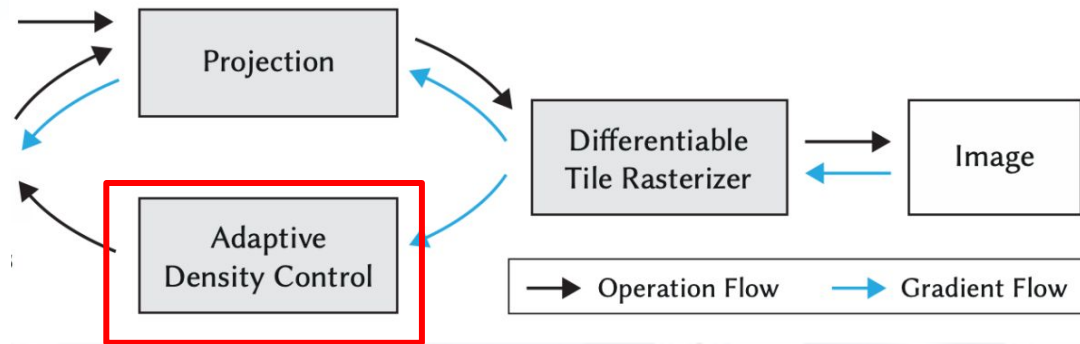 Projection
Differentiable
Tile Rasterizer
Image
Adaptive
Density Control
Operation Flow
Gradient Flow